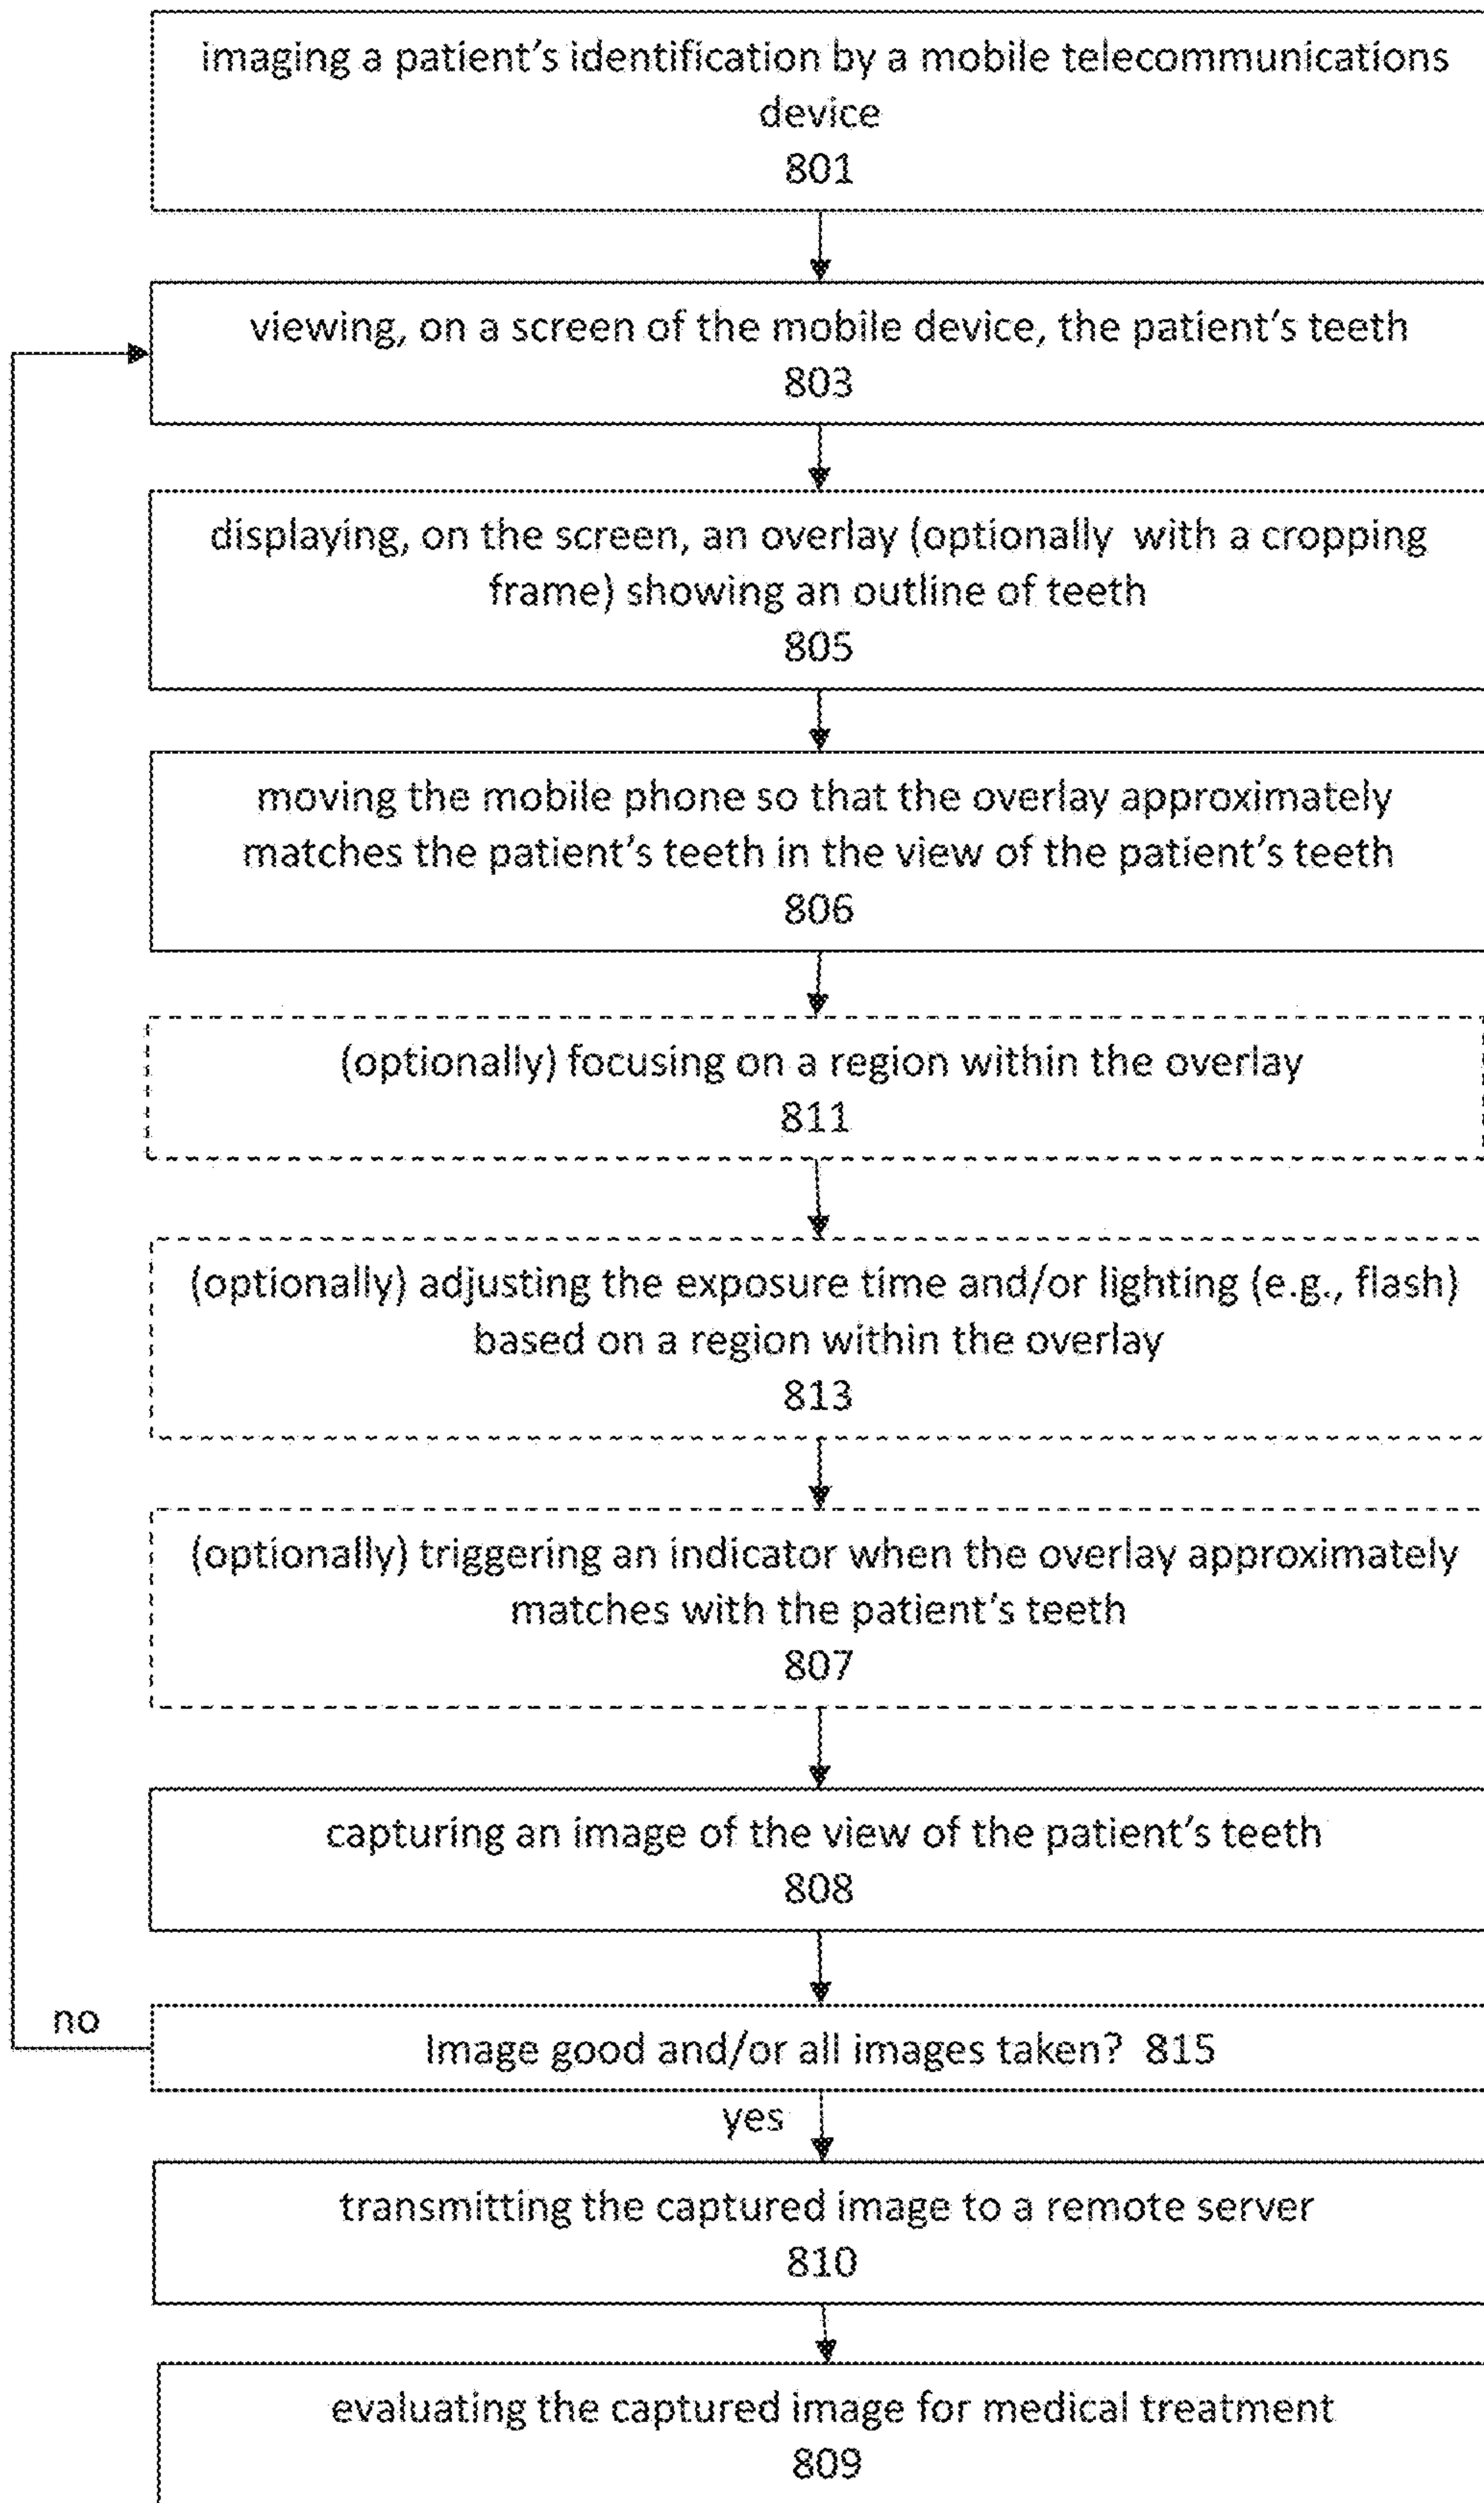 imaging a patient's identification by a mobile telecommunications
device
801
viewing, on a screen of the mobile device, the patient's teeth
803
displaying, on the screen, an overlay (optionally with a cropping
frame) showing an outline of teeth
805
moving the mobile phone so that the overlay approximately
matches the patient's teeth in the view of the patient's teeth
806
(optionally) focusing on a region within the overlay
811
(optionally) adjusting the exposure time and/or lighting (e.g., flash)
based on a region within the overlay
813
(optionally) triggering an indicator when the overlay approximately
matches with the patient's teeth
807
capturing an image of the view of the patient's teeth
808
no
Image good and/or all images taken? 815
yes
transmitting the captured image to a remote server
810
evaluating the captured image for medical treatment
809